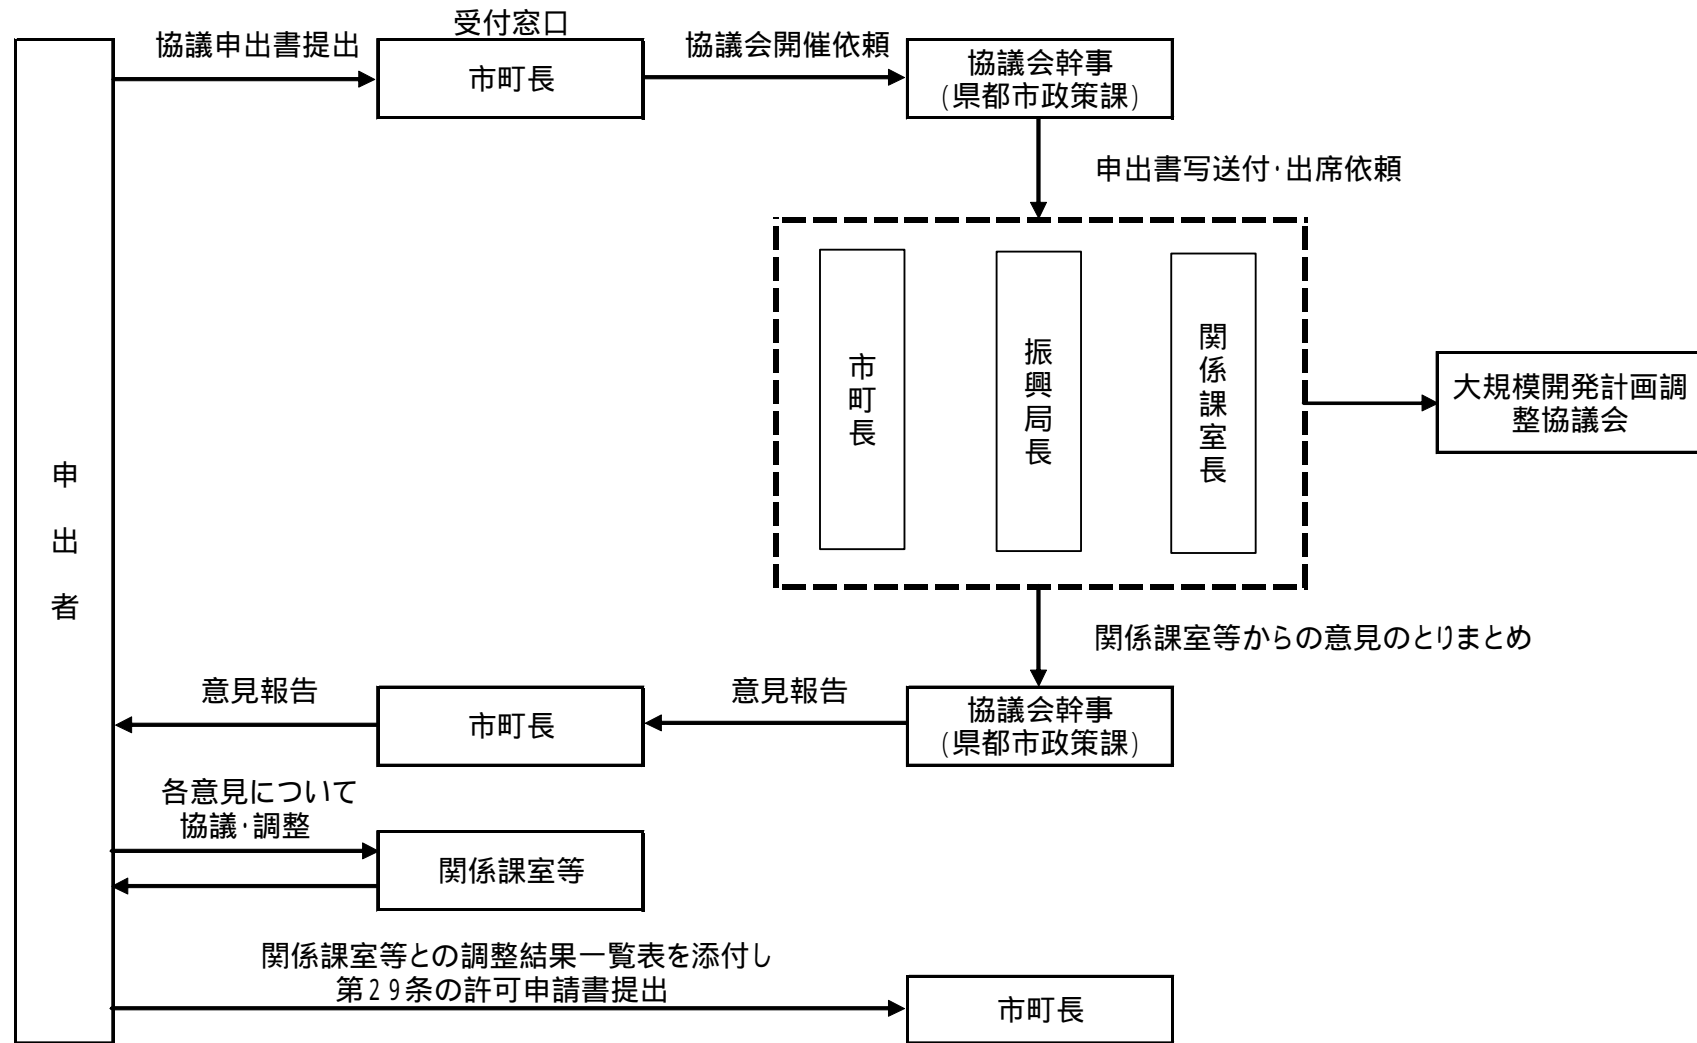 受付窓口
協議申出書提出
市町長
協議会開催依頼
協議会幹事
(県都市政策課)
申出書写送付・出席依頼
市町長
振興局長
関係課室長
大規模開発計画調
整協議会
申出者
関係課室等からの意見のとりまとめ
意見報告
市町長
意見報告
協議会幹事
(県都市政策課)
各意見について
協議・調整
関係課室等
関係課室等との調整結果一覧表を添付し
第29条の許可申請書提出
市町長